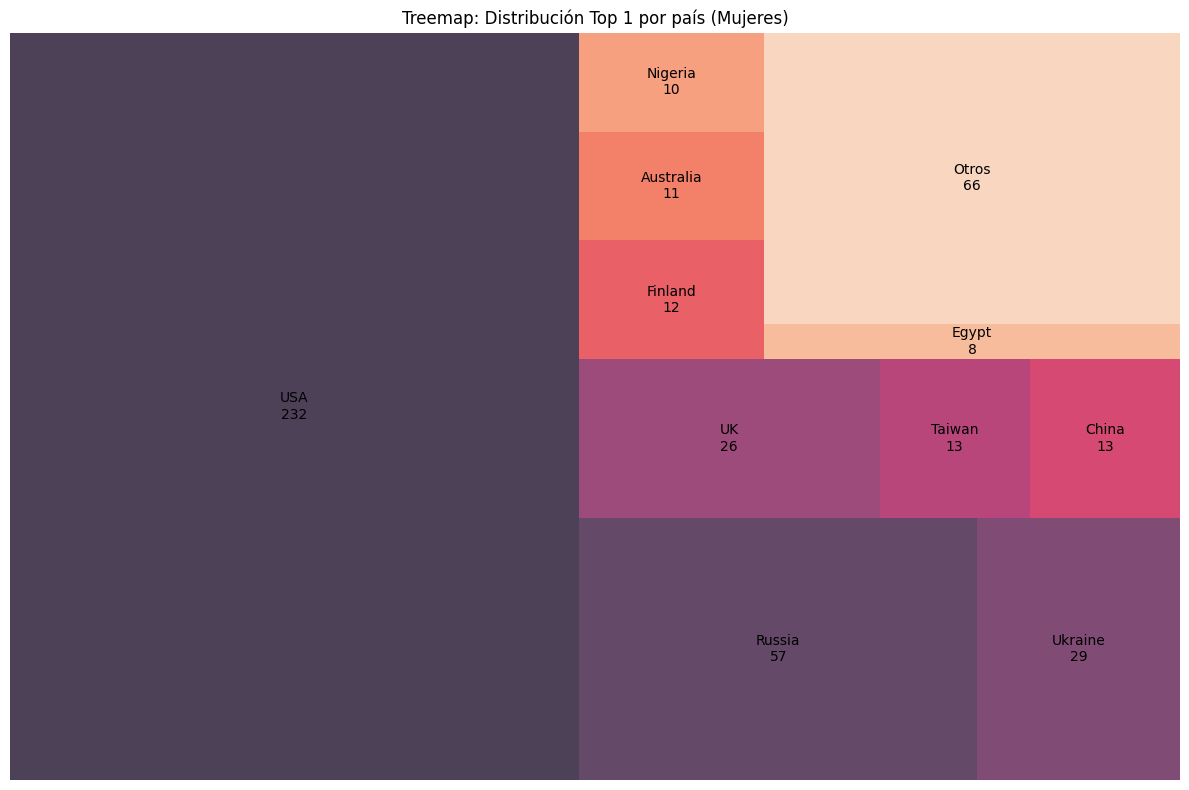 Treemap: Distribución Top 1 por país (Mujeres)
USA
232
Nigeria
10
Australia
11
Finland
12
Otros
66
Egypt
8
UK
26
Taiwan
13
China
13
Russia
57
Ukraine
29